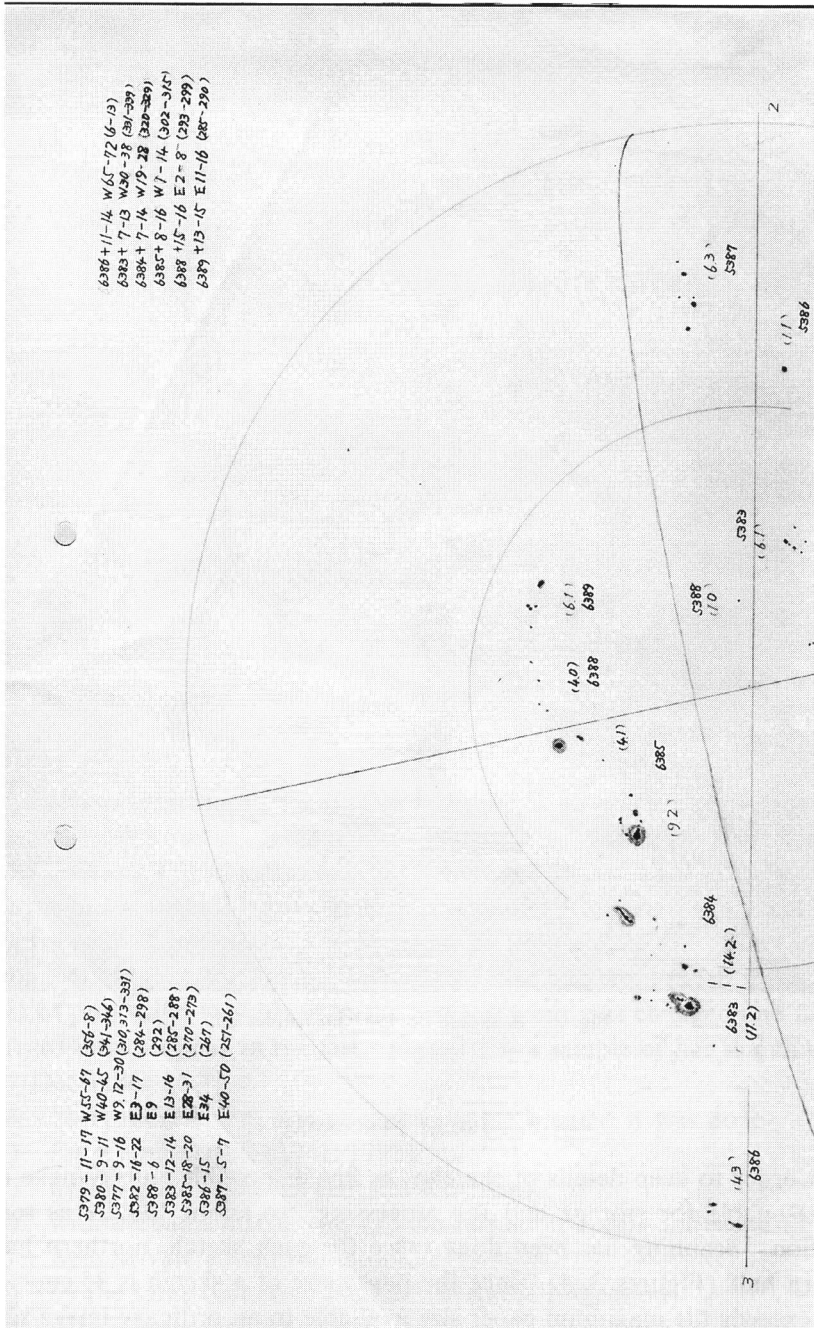 6386 + 11 - 14 W65-72 (6-13)
6383 + 7 - 13 W30-38 (331-339)
6384 + 7 - 14 W19-28 (320-329)
6385 + 8 - 16 W7-14 (302-315)
6388 + 15 - 16 E2-8 (293-299)
6389 + 13 - 15 E11-16 (285-290)
5379 - 11 - 17 W55-67 (356-8)
5380 - 9 - 11 W40-45 (341-346)
5377 - 9 - 16 W9, 12-30 (310, 313-331)
5382 - 16 - 22 E3-17 (284-298)
5388 - 6 E9 (292)
5383 - 12 - 14 E13-16 (285-288)
5385 - 18 - 20 E28-31 (270-273)
5386 - 15 E34 (267)
5387 - 5 - 7 E40-50 (257-261)
2
(6.3)
5387
(1.1)
5386
5383
(6.1)
5388
(1.0)
(6.1)
6389
(4.0)
6388
(4.1)
6385
(9.2)
6384
(14.2)
6383
(11.2)
(4.3)
6386
3